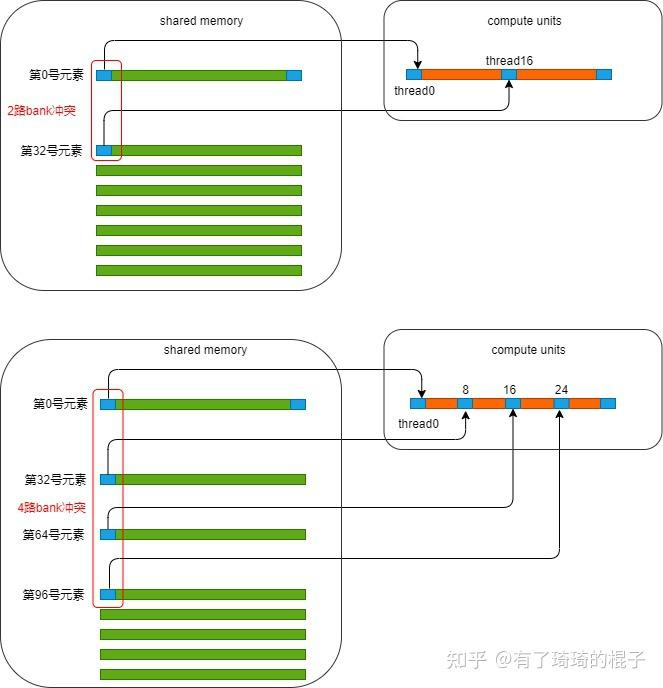 shared memory
compute units
第0号元素
thread16
thread0
2路bank冲突
第32号元素
shared memory
compute units
第0号元素
8
16
24
thread0
第32号元素
4路bank冲突
第64号元素
第96号元素
知乎 @有了琦琦的棍子